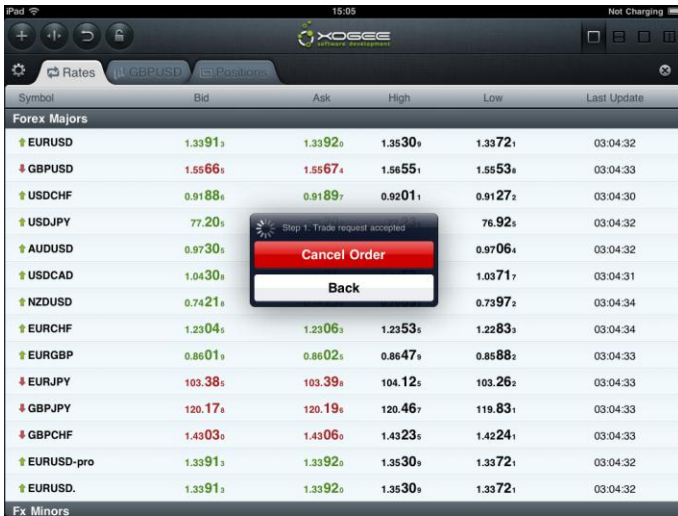 iPad 15:05 Not Charging
XOGEE
software development
Rates GBPUSD Positions
Symbol Bid Ask High Low Last Update
Forex Majors
EURUSD 1.33913 1.33920 1.35309 1.33721 03:04:32
GBPUSD 1.55665 1.55674 1.56551 1.55538 03:04:33
USDCHF 0.91886 0.91897 0.92011 0.91272 03:04:30
USDJPY 77.205 76.925 03:04:32
Step 1. Trade request accepted
AUDUSD 0.97305 0.97064 03:04:32
Cancel Order
USDCAD 1.04308 1.03717 03:04:31
Back
NZDUSD 0.74218 0.73972 03:04:34
EURCHF 1.23045 1.23063 1.23535 1.22833 03:04:34
EURGBP 0.86019 0.86025 0.86479 0.85882 03:04:33
EURJPY 103.385 103.398 104.125 103.262 03:04:33
GBPJPY 120.178 120.196 120.467 119.831 03:04:33
GBPCHF 1.43030 1.43060 1.43235 1.42241 03:04:33
EURUSD-pro 1.33913 1.33920 1.35309 1.33721 03:04:32
EURUSD. 1.33913 1.33920 1.35309 1.33721 03:04:32
Fx Minors